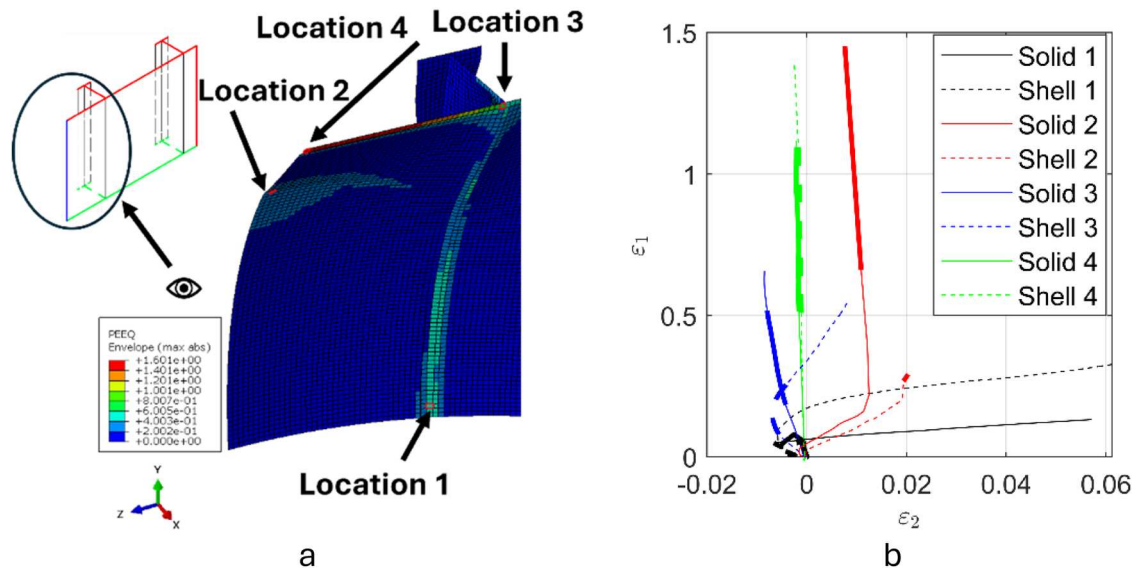 Location 4
Location 3
Location 2
Location 1
PEEQ
Envelope (max abs)
+1.601e+00
+1.401e+00
+1.201e+00
+1.001e+00
+8.007e-01
+6.005e-01
+4.003e-01
+2.002e-01
+0.000e+00
Y
Z
X
a
1.5
1
0.5
0
ε1
-0.02
0
0.02
0.04
0.06
ε2
Solid 1
Shell 1
Solid 2
Shell 2
Solid 3
Shell 3
Solid 4
Shell 4
b